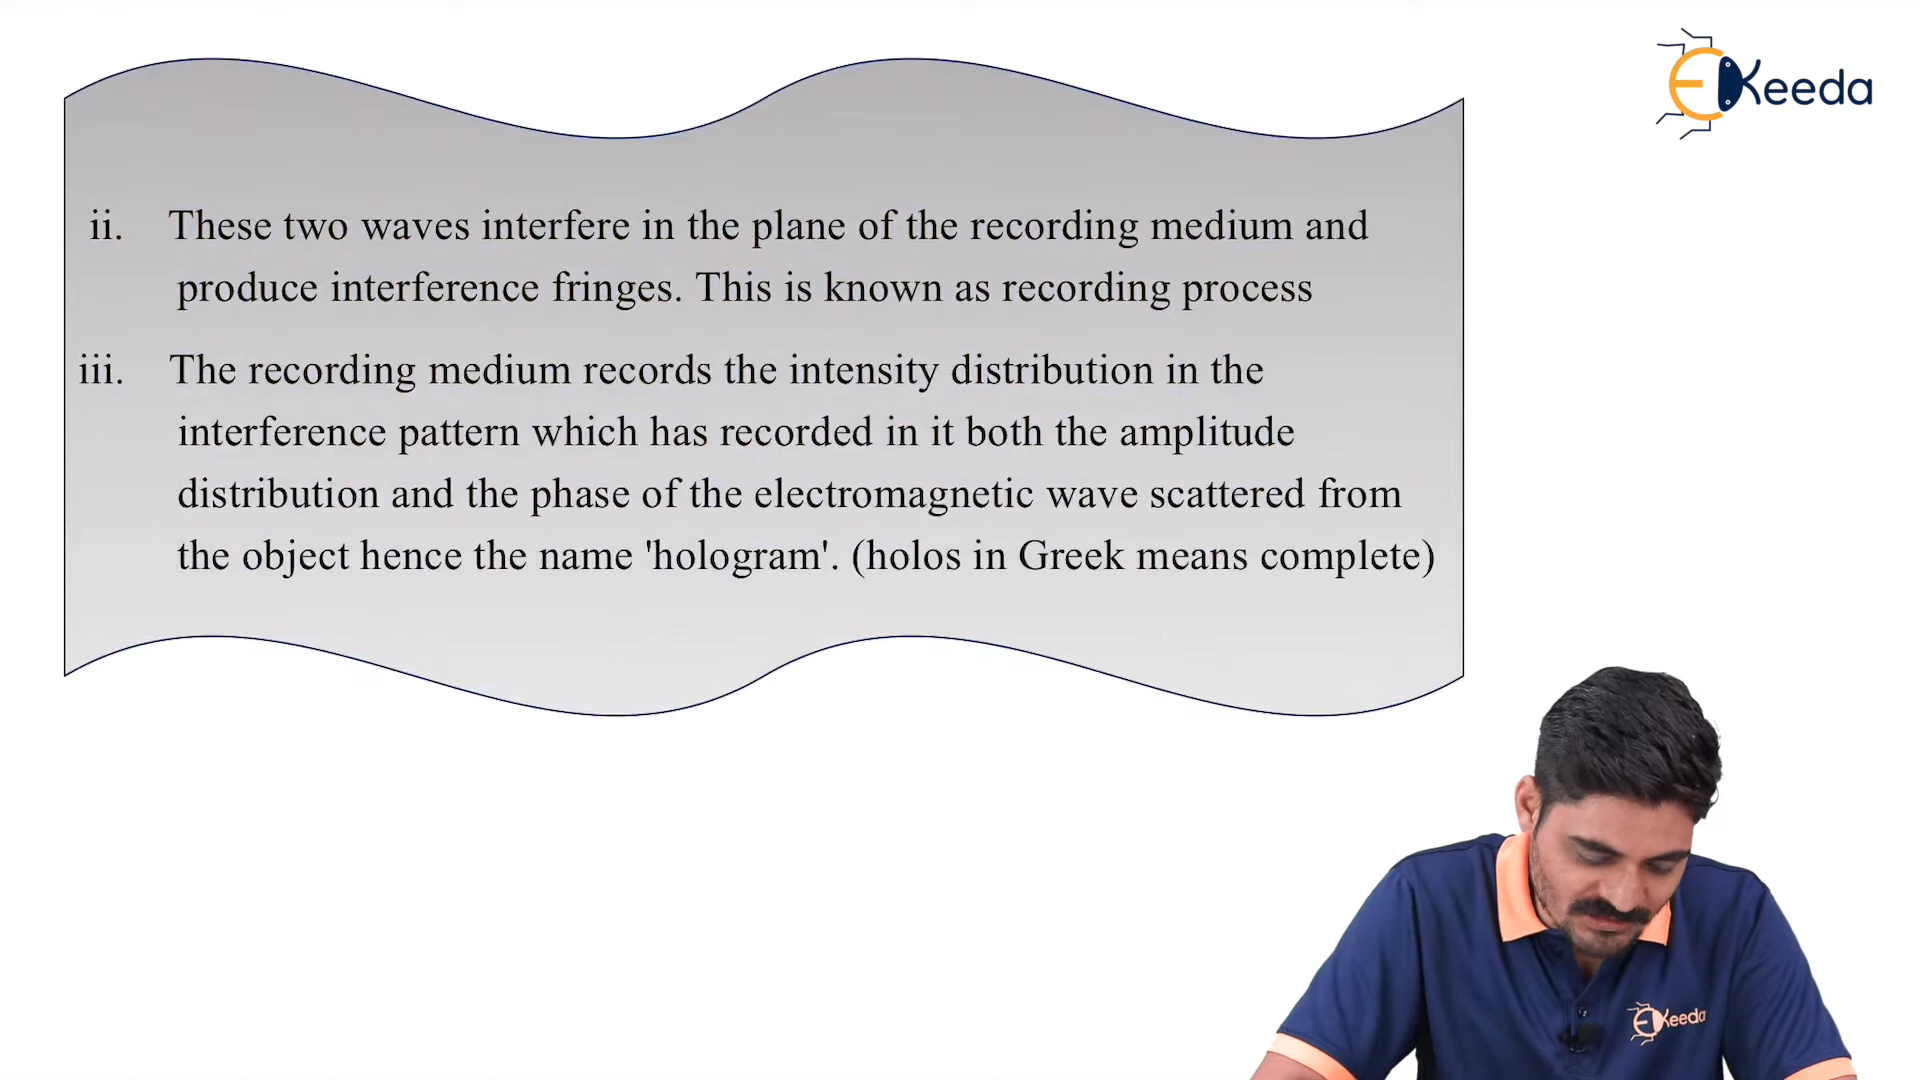 EKeeda
ii. These two waves interfere in the plane of the recording medium and
produce interference fringes. This is known as recording process
iii. The recording medium records the intensity distribution in the
interference pattern which has recorded in it both the amplitude
distribution and the phase of the electromagnetic wave scattered from
the object hence the name 'hologram'. (holos in Greek means complete)
EKeeda